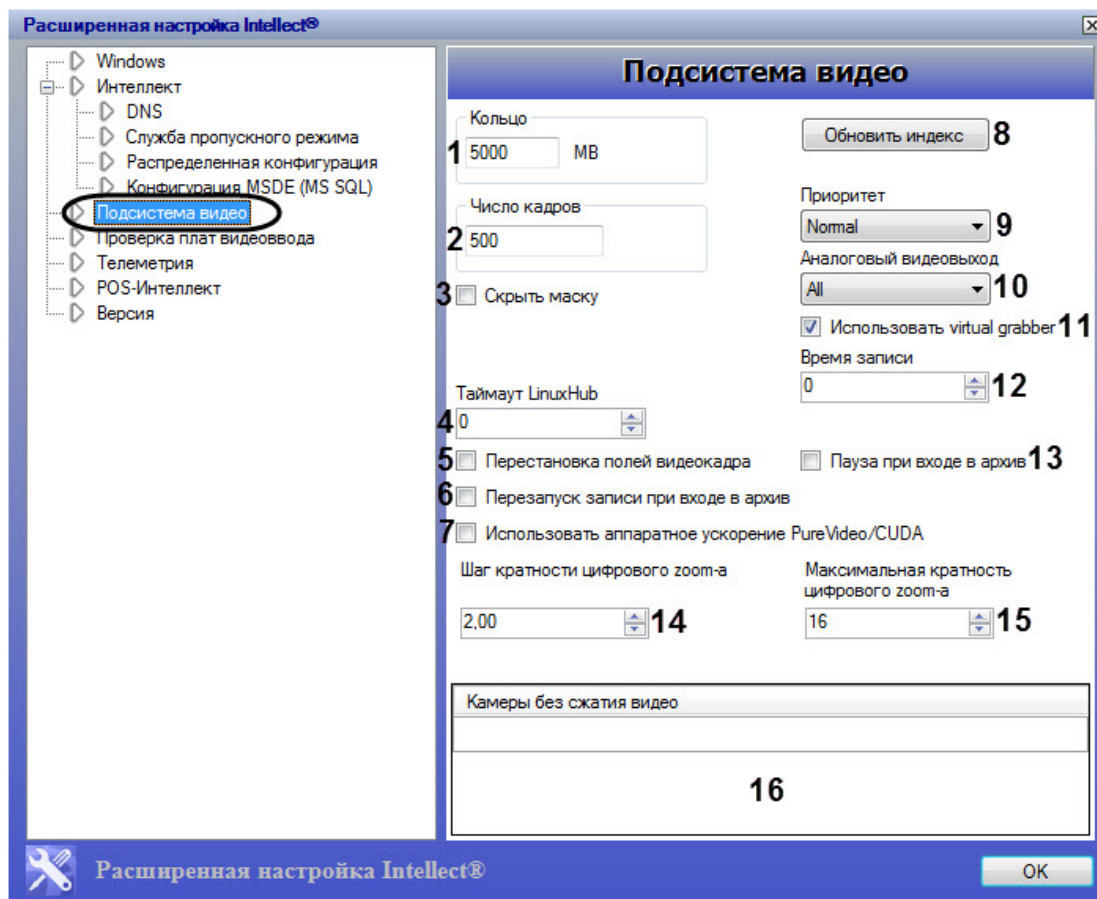 Расширенная настройка Intellect®
Windows
Интеллект
DNS
Служба пропускного режима
Распределенная конфигурация
Конфигурация MSDE (MS SQL)
Подсистема видео
Проверка плат видеоввода
Телеметрия
POS-Интеллект
Версия
Подсистема видео
Кольцо
1 5000 MB
Обновить индекс 8
Число кадров
2 500
Приоритет
Normal 9
Аналоговый видеовыход
All 10
3 Скрыть маску
Использовать virtual grabber 11
Время записи
0 12
Таймаут LinuxHub
4 0
5 Перестановка полей видеокадра
Пауза при входе в архив 13
6 Перезапуск записи при входе в архив
7 Использовать аппаратное ускорение PureVideo/CUDA
Шаг кратности цифрового zoom-а
2,00 14
Максимальная кратность
цифрового zoom-а
16 15
Камеры без сжатия видео
16
Расширенная настройка Intellect®
OK